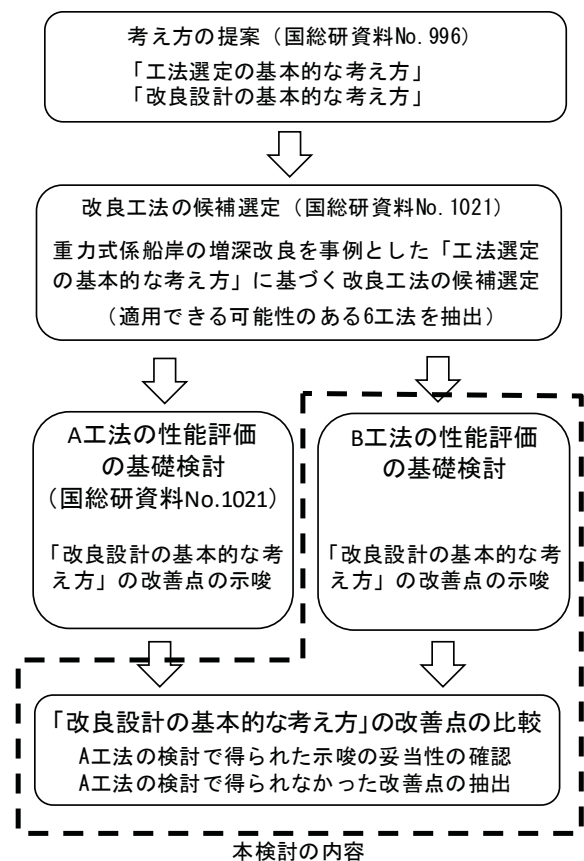 考え方の提案（国総研資料No.996）
「工法選定の基本的な考え方」
「改良設計の基本的な考え方」
改良工法の候補選定（国総研資料No.1021）
重力式係船岸の増深改良を事例とした「工法選定
の基本的な考え方」に基づく改良工法の候補選定
（適用できる可能性のある6工法を抽出）
A工法の性能評価
の基礎検討
（国総研資料No.1021）
「改良設計の基本的な考
え方」の改善点の示唆
B工法の性能評価
の基礎検討
「改良設計の基本的な考
え方」の改善点の示唆
「改良設計の基本的な考え方」の改善点の比較
A工法の検討で得られた示唆の妥当性の確認
A工法の検討で得られなかった改善点の抽出
本検討の内容